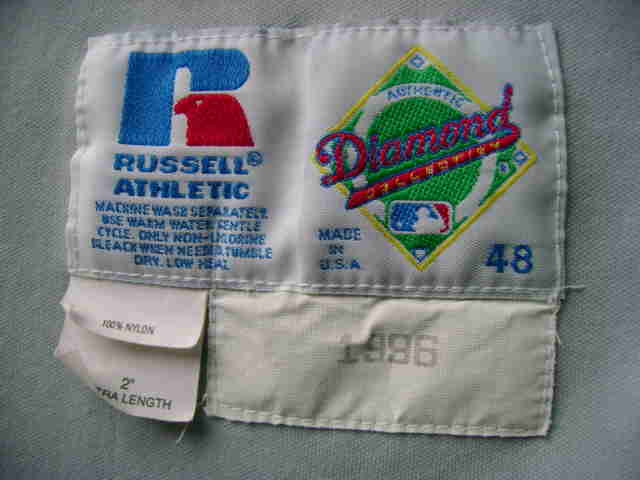 RUSSELL®
ATHLETIC
MACHINE WASH SEPARATELY.
USE WARM WATER, GENTLE
CYCLE. ONLY NON-CHLORINE
BLEACH WHEN NEEDED. TUMBLE
DRY, LOW HEAT
AUTHENTIC
Diamond
COLLECTION
MADE
IN
U.S.A.
48
100% NYLON
2"
TRA LENGTH
1996